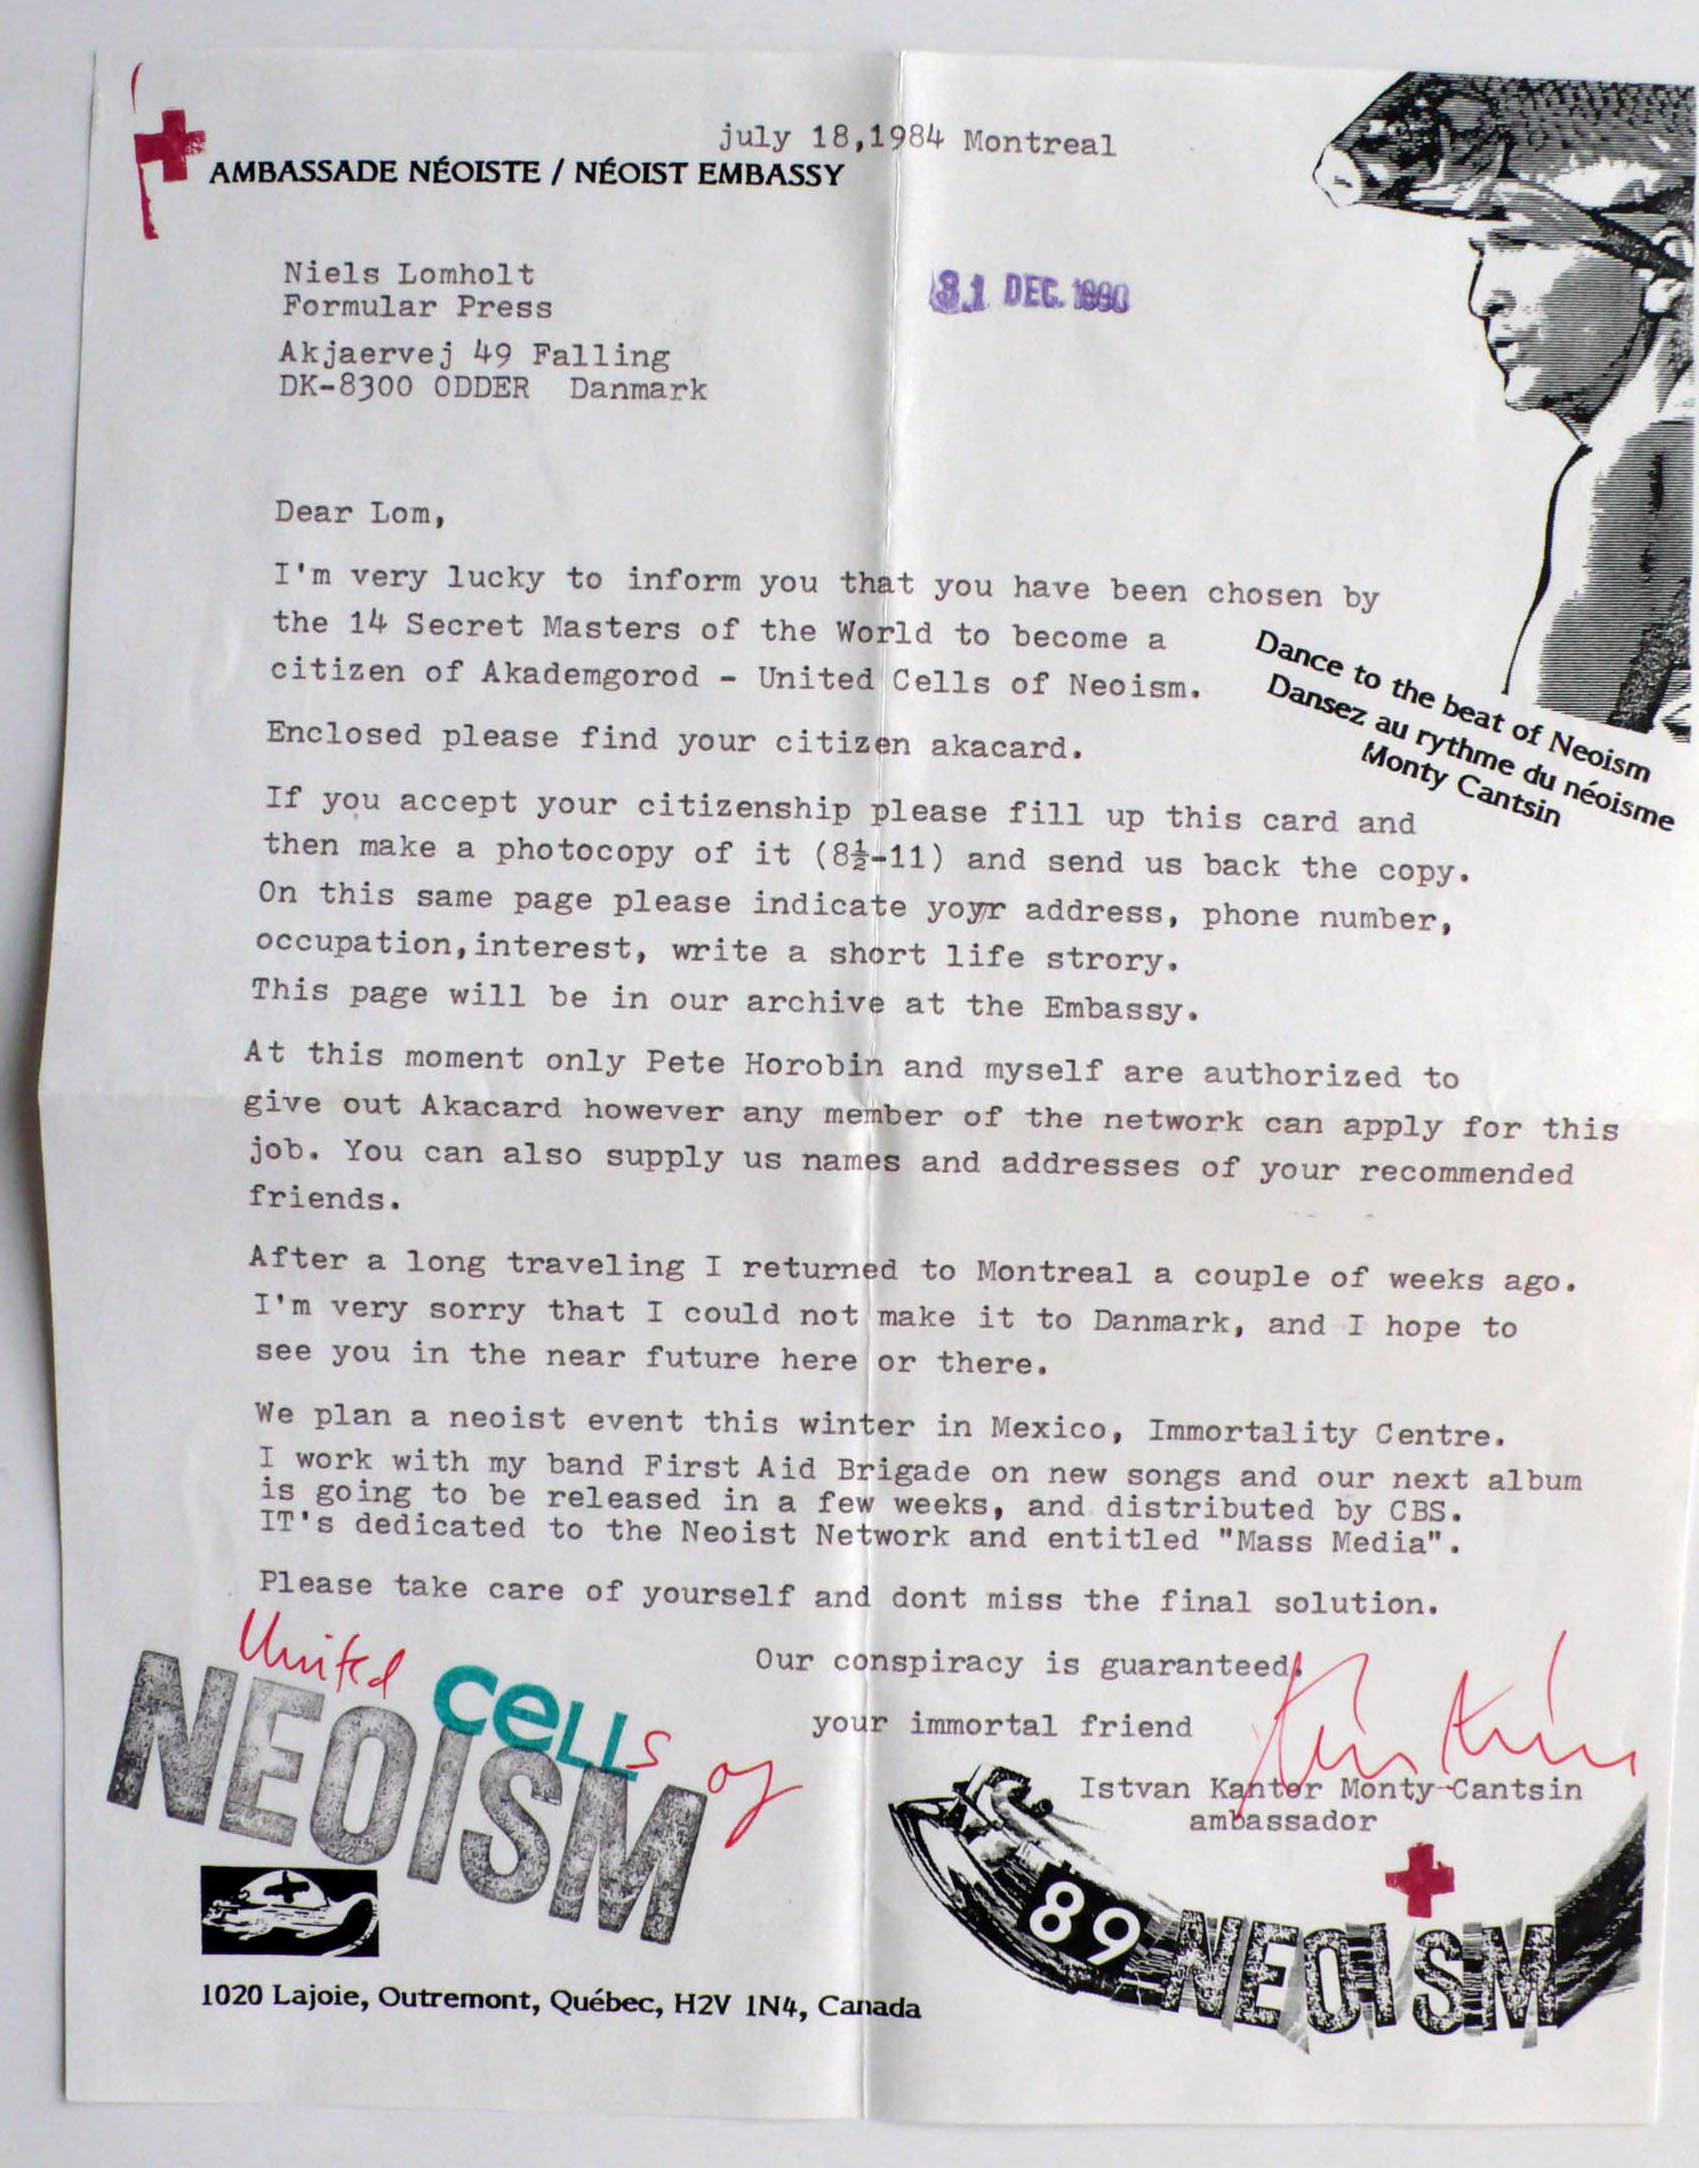 july 18,1984 Montreal
AMBASSADE NÉOISTE / NÉOIST EMBASSY
Niels Lomholt
Formular Press
Akjaervej 49 Falling
DK-8300 ODDER Danmark
31 DEC. 1990
Dear Lom,
I'm very lucky to inform you that you have been chosen by
the 14 Secret Masters of the World to become a
citizen of Akademgorod - United Cells of Neoism.
Dance to the beat of Neoism
Dansez au rythme du néoisme
Monty Cantsin
Enclosed please find your citizen akacard.
If you accept your citizenship please fill up this card and
then make a photocopy of it (8½-11) and send us back the copy.
On this same page please indicate yoyr address, phone number,
occupation,interest, write a short life strory.
This page will be in our archive at the Embassy.
At this moment only Pete Horobin and myself are authorized to
give out Akacard however any member of the network can apply for this
job. You can also supply us names and addresses of your recommended
friends.
After a long traveling I returned to Montreal a couple of weeks ago.
I'm very sorry that I could not make it to Danmark, and I hope to
see you in the near future here or there.
We plan a neoist event this winter in Mexico, Immortality Centre.
I work with my band First Aid Brigade on new songs and our next album
is going to be released in a few weeks, and distributed by CBS.
IT's dedicated to the Neoist Network and entitled "Mass Media".
Please take care of yourself and dont miss the final solution.
Our conspiracy is guaranteed.
your immortal friend
Istvan Kantor Monty-Cantsin
ambassador
United CeLLs of
NEOISM
89 NEOISM
1020 Lajoie, Outremont, Québec, H2V 1N4, Canada